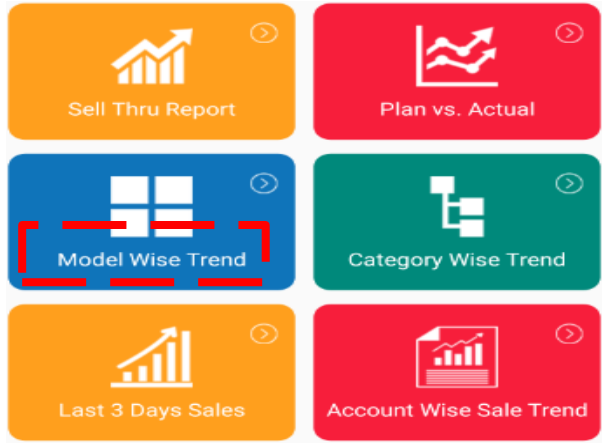 Sell Thru Report
Plan vs. Actual
Model Wise Trend
Category Wise Trend
Last 3 Days Sales
Account Wise Sale Trend